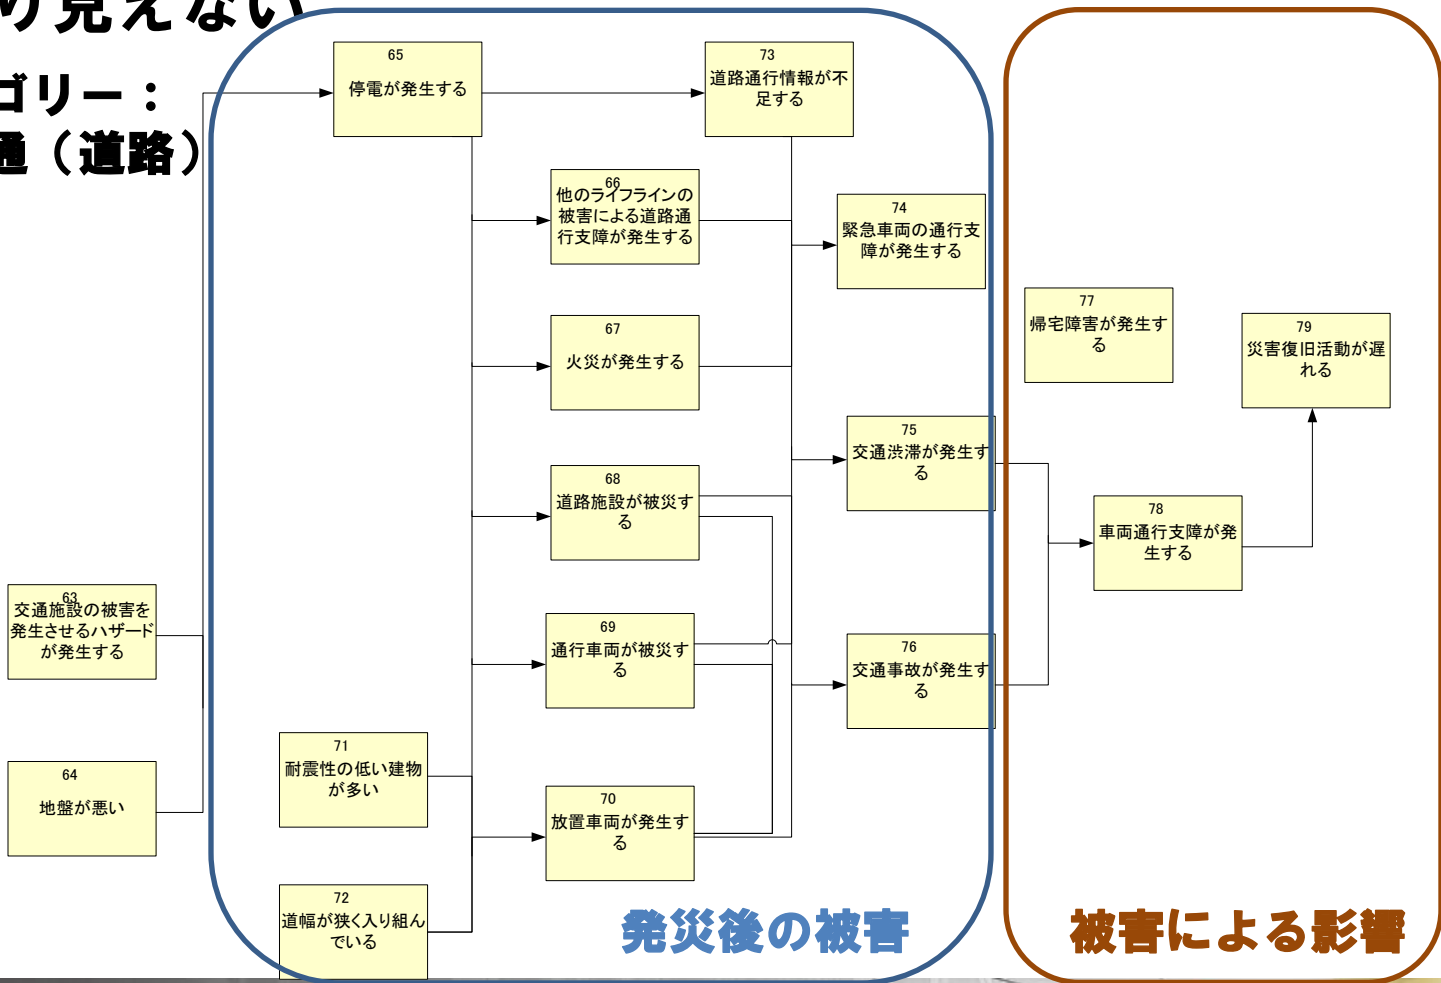 り見えない
ゴリー：
通（道路）
65
停電が発生する
73
道路通行情報が不
足する
66
他のライフラインの
被害による道路通
行支障が発生する
74
緊急車両の通行支
障が発生する
77
帰宅障害が発生す
る
79
災害復旧活動が遅
れる
67
火災が発生する
75
交通渋滞が発生す
る
68
道路施設が被災す
る
78
車両通行支障が発
生する
63
交通施設の被害を
発生させるハザード
が発生する
69
通行車両が被災す
る
76
交通事故が発生す
る
71
耐震性の低い建物
が多い
64
地盤が悪い
70
放置車両が発生す
る
72
道幅が狭く入り組ん
でいる
発災後の被害
被害による影響